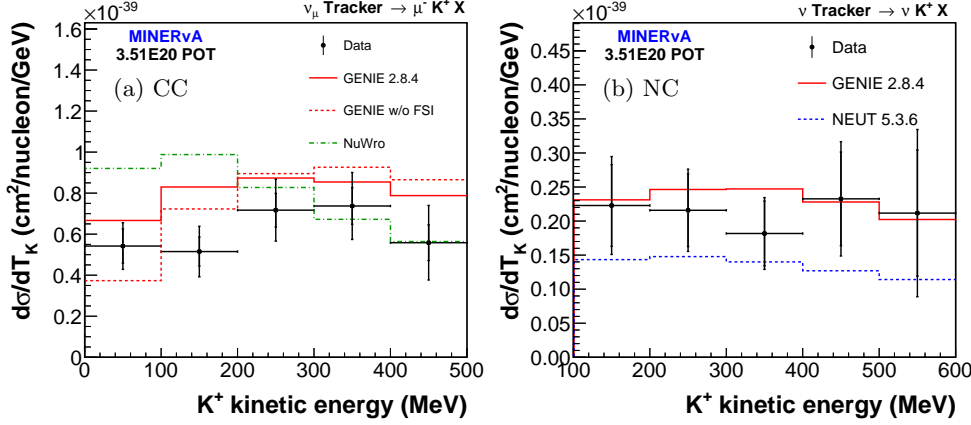 ×10⁻³⁹
ν_μ Tracker → μ⁻ K⁺ X
MINERνA
3.51E20 POT
(a) CC
Data
GENIE 2.8.4
GENIE w/o FSI
NuWro
dσ/dT_K (cm²/nucleon/GeV)
1.6
1.4
1.2
1
0.8
0.6
0.4
0.2
0
0 100 200 300 400 500
K⁺ kinetic energy (MeV)
×10⁻³⁹
ν Tracker → ν K⁺ X
MINERνA
3.51E20 POT
(b) NC
Data
GENIE 2.8.4
NEUT 5.3.6
dσ/dT_K (cm²/nucleon/GeV)
0.45
0.40
0.35
0.30
0.25
0.20
0.15
0.10
0.05
0.00
100 200 300 400 500 600
K⁺ kinetic energy (MeV)